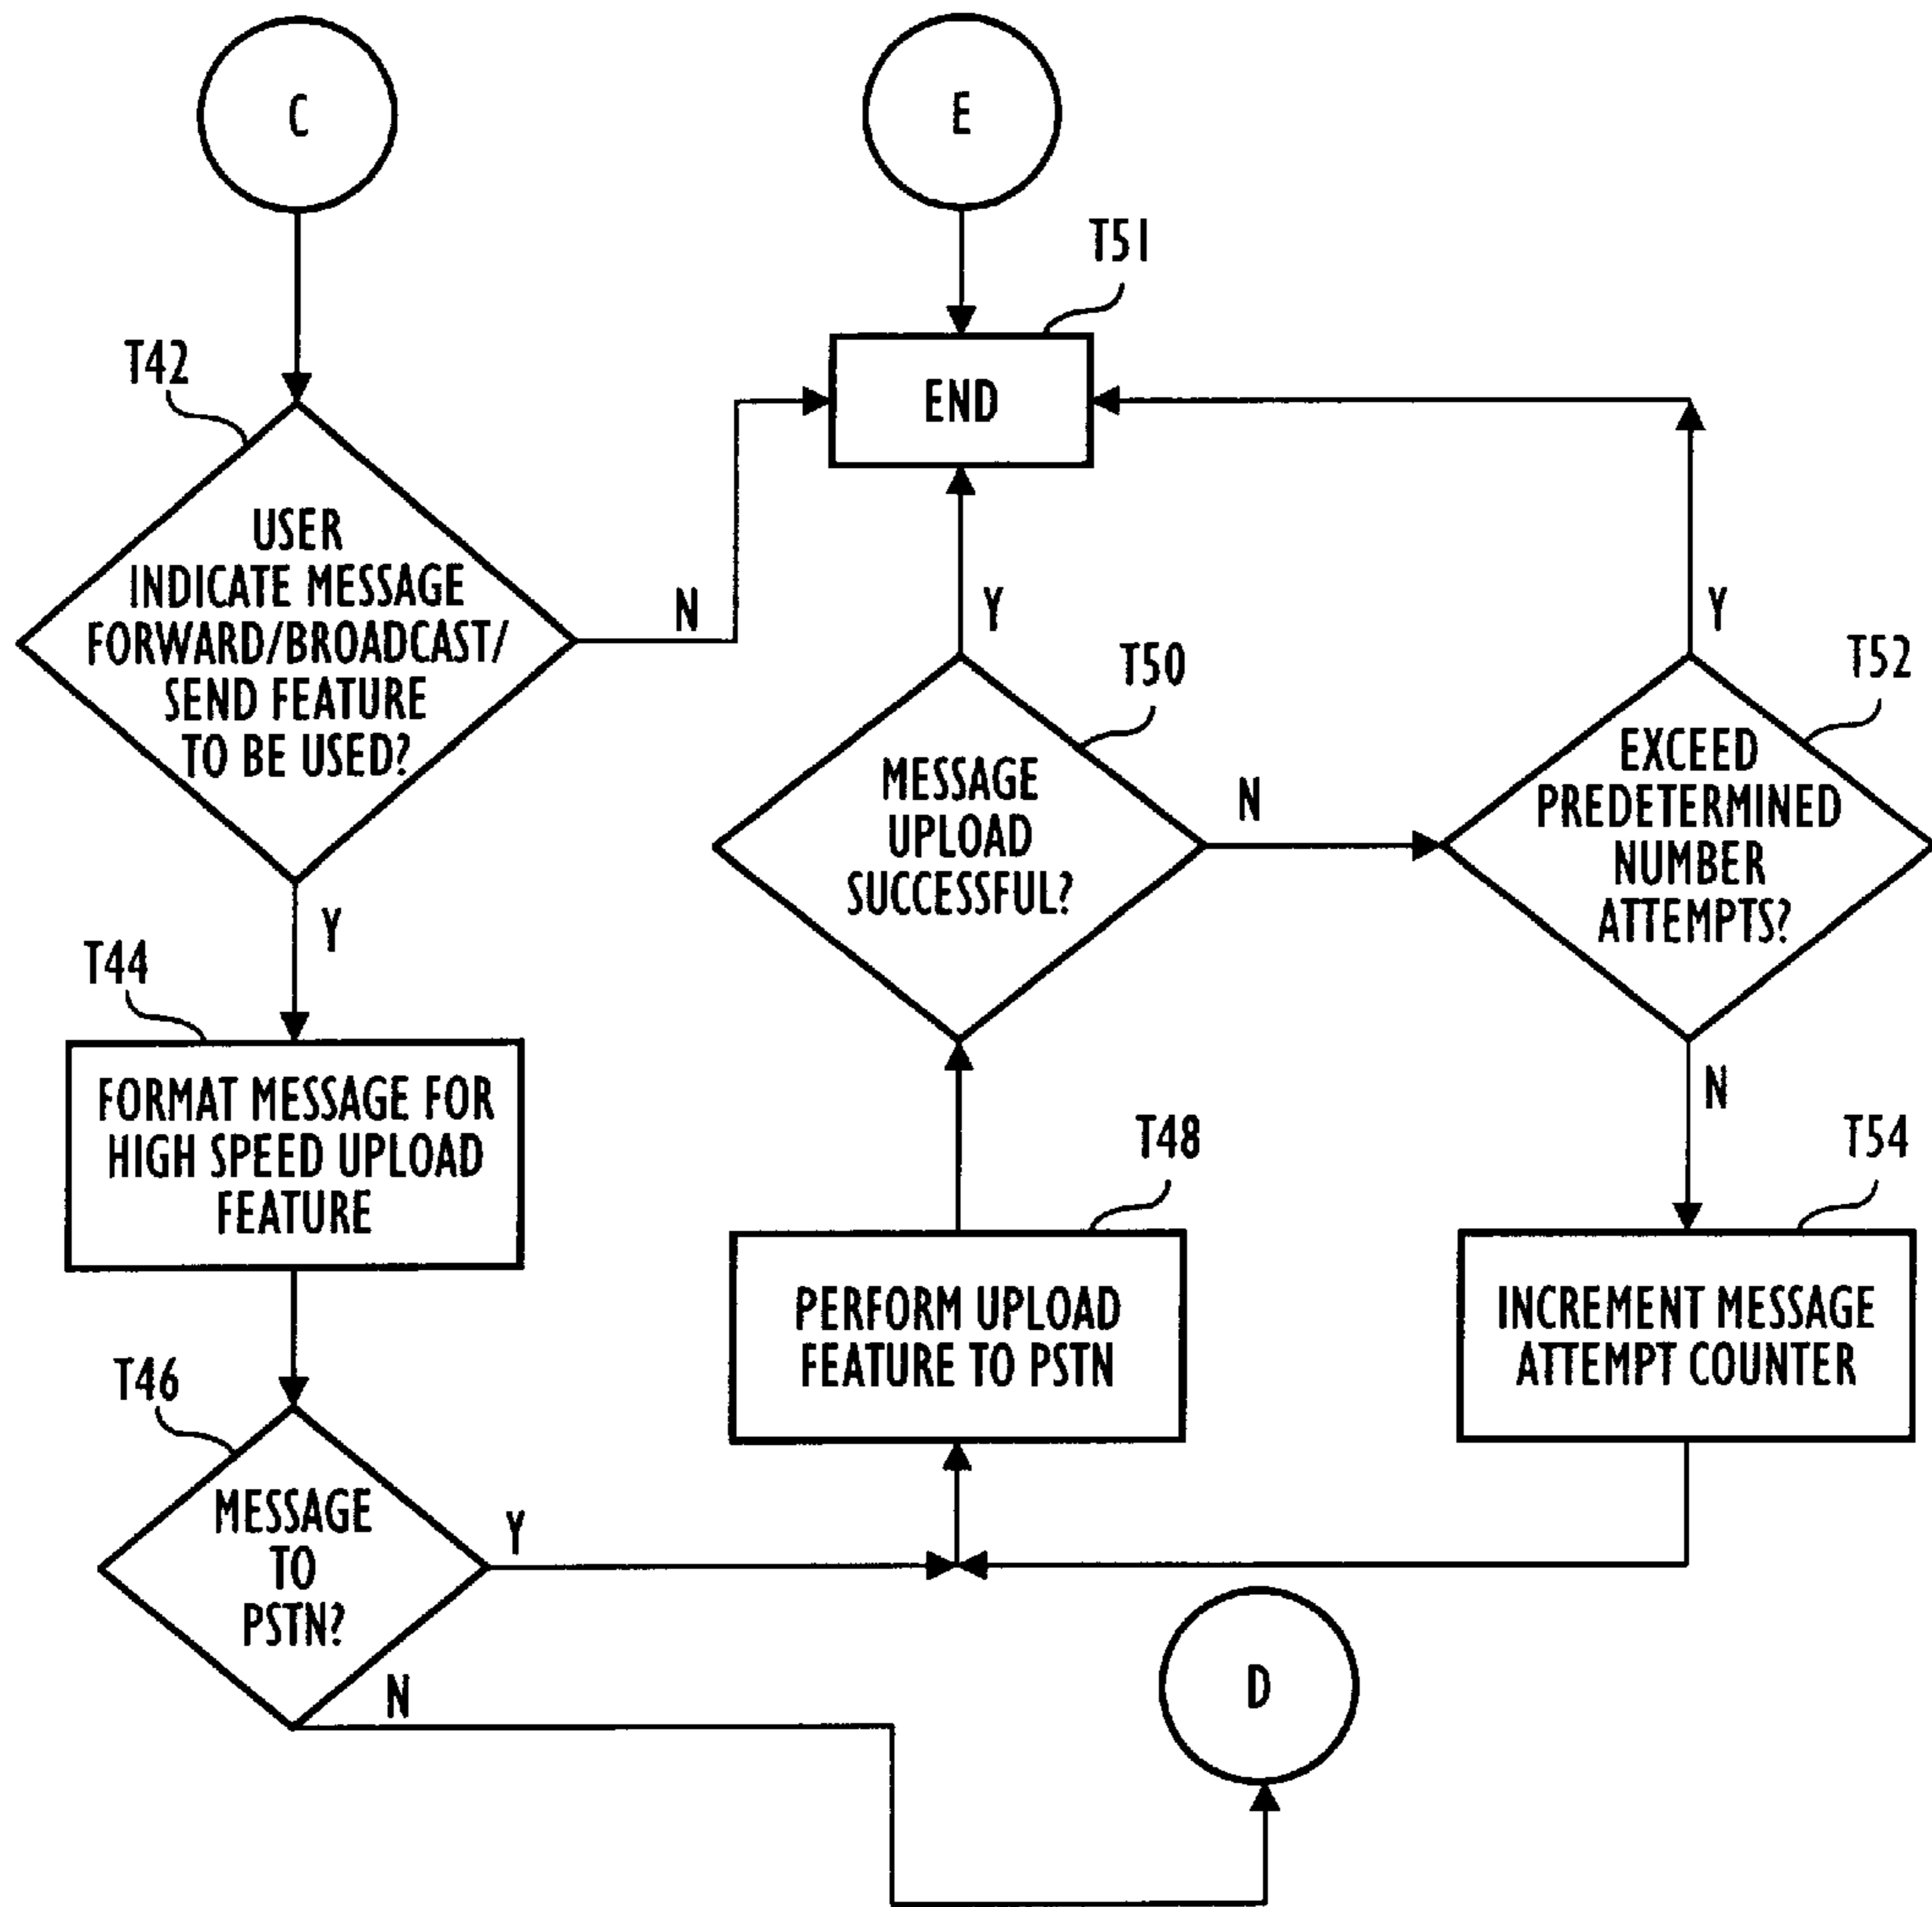 C
E
T51
T42
END
USER
INDICATE MESSAGE
FORWARD/BROADCAST/
SEND FEATURE
TO BE USED?
N
Y
Y
Y
T50
T52
MESSAGE
UPLOAD
SUCCESSFUL?
N
EXCEED
PREDETERMINED
NUMBER
ATTEMPTS?
N
T44
FORMAT MESSAGE FOR
HIGH SPEED UPLOAD
FEATURE
T48
PERFORM UPLOAD
FEATURE TO PSTN
T54
INCREMENT MESSAGE
ATTEMPT COUNTER
T46
MESSAGE
TO
PSTN?
Y
N
D